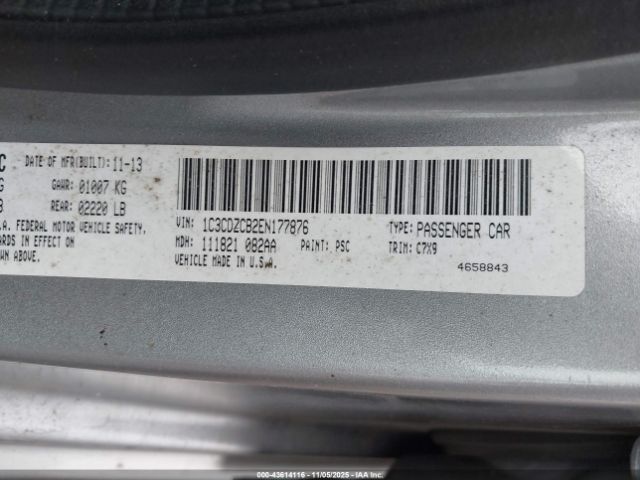 C DATE OF MFR(BUILT): 11-13
G GAWR: 01007 KG
B REAR: 02220 LB
.A. FEDERAL MOTOR VEHICLE SAFETY.
ARDS IN EFFECT ON
WN ABOVE.
VIN: 1C3CDZCB2EN177876 TYPE: PASSENGER CAR
MDH: 111821 082AA PAINT: PSC TRIM: C7X9
VEHICLE MADE IN U.S.A. 4658843
000-43614116 - 11/05/2025 - IAA Inc.